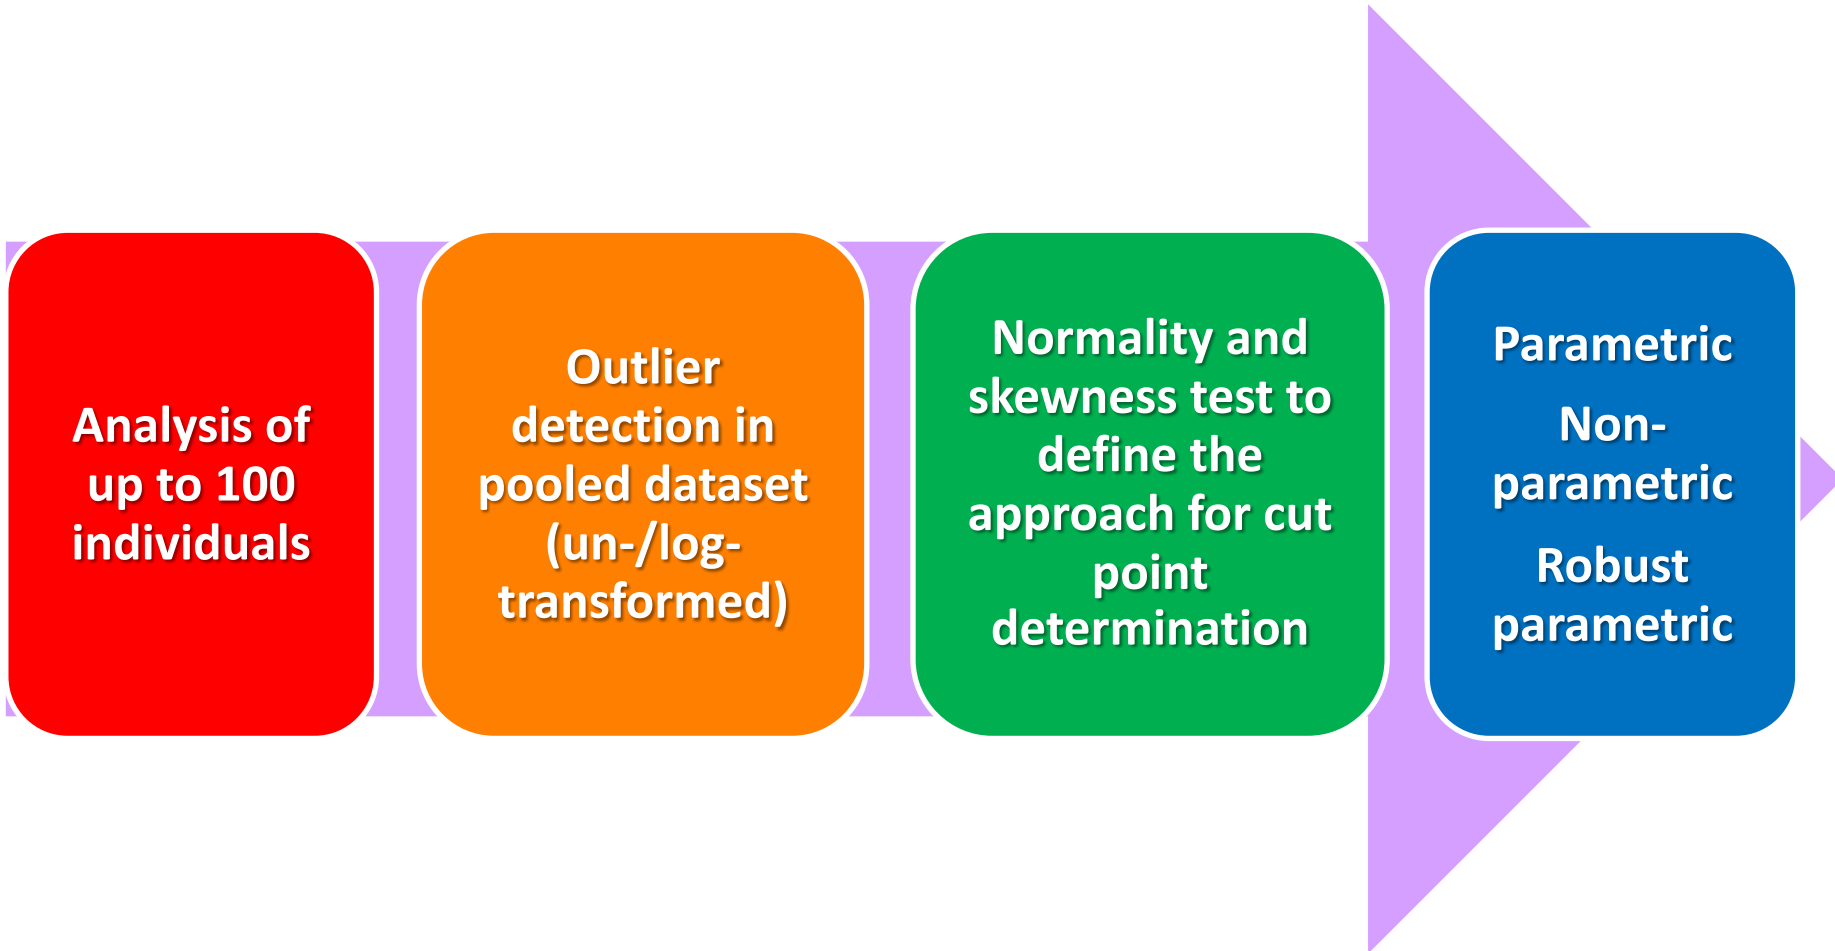 Analysis of
up to 100
individuals
Outlier
detection in
pooled dataset
(un-/log-
transformed)
Normality and
skewness test to
define the
approach for cut
point
determination
Parametric
Non-
parametric
Robust
parametric